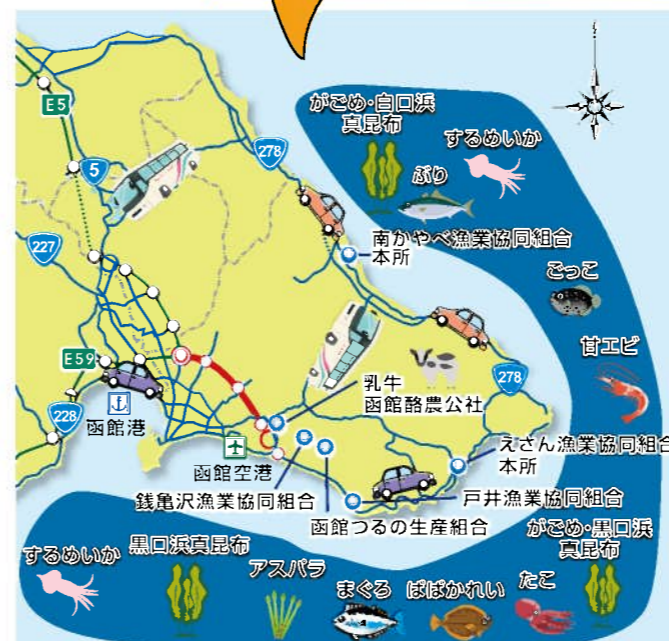 がごめ・白口浜
真昆布
するめいか
ぶり
E5
5
278
南かやべ漁業協同組合
本所
227
ごっこ
甘エビ
E59
乳牛
函館酪農公社
278
228
函館港
函館空港
えさん漁業協同組合
本所
銭亀沢漁業協同組合
戸井漁業協同組合
函館つるの生産組合
がごめ・黒口浜
真昆布
するめいか
黒口浜真昆布
アスパラ
まぐろ
ばばかれい
たこ